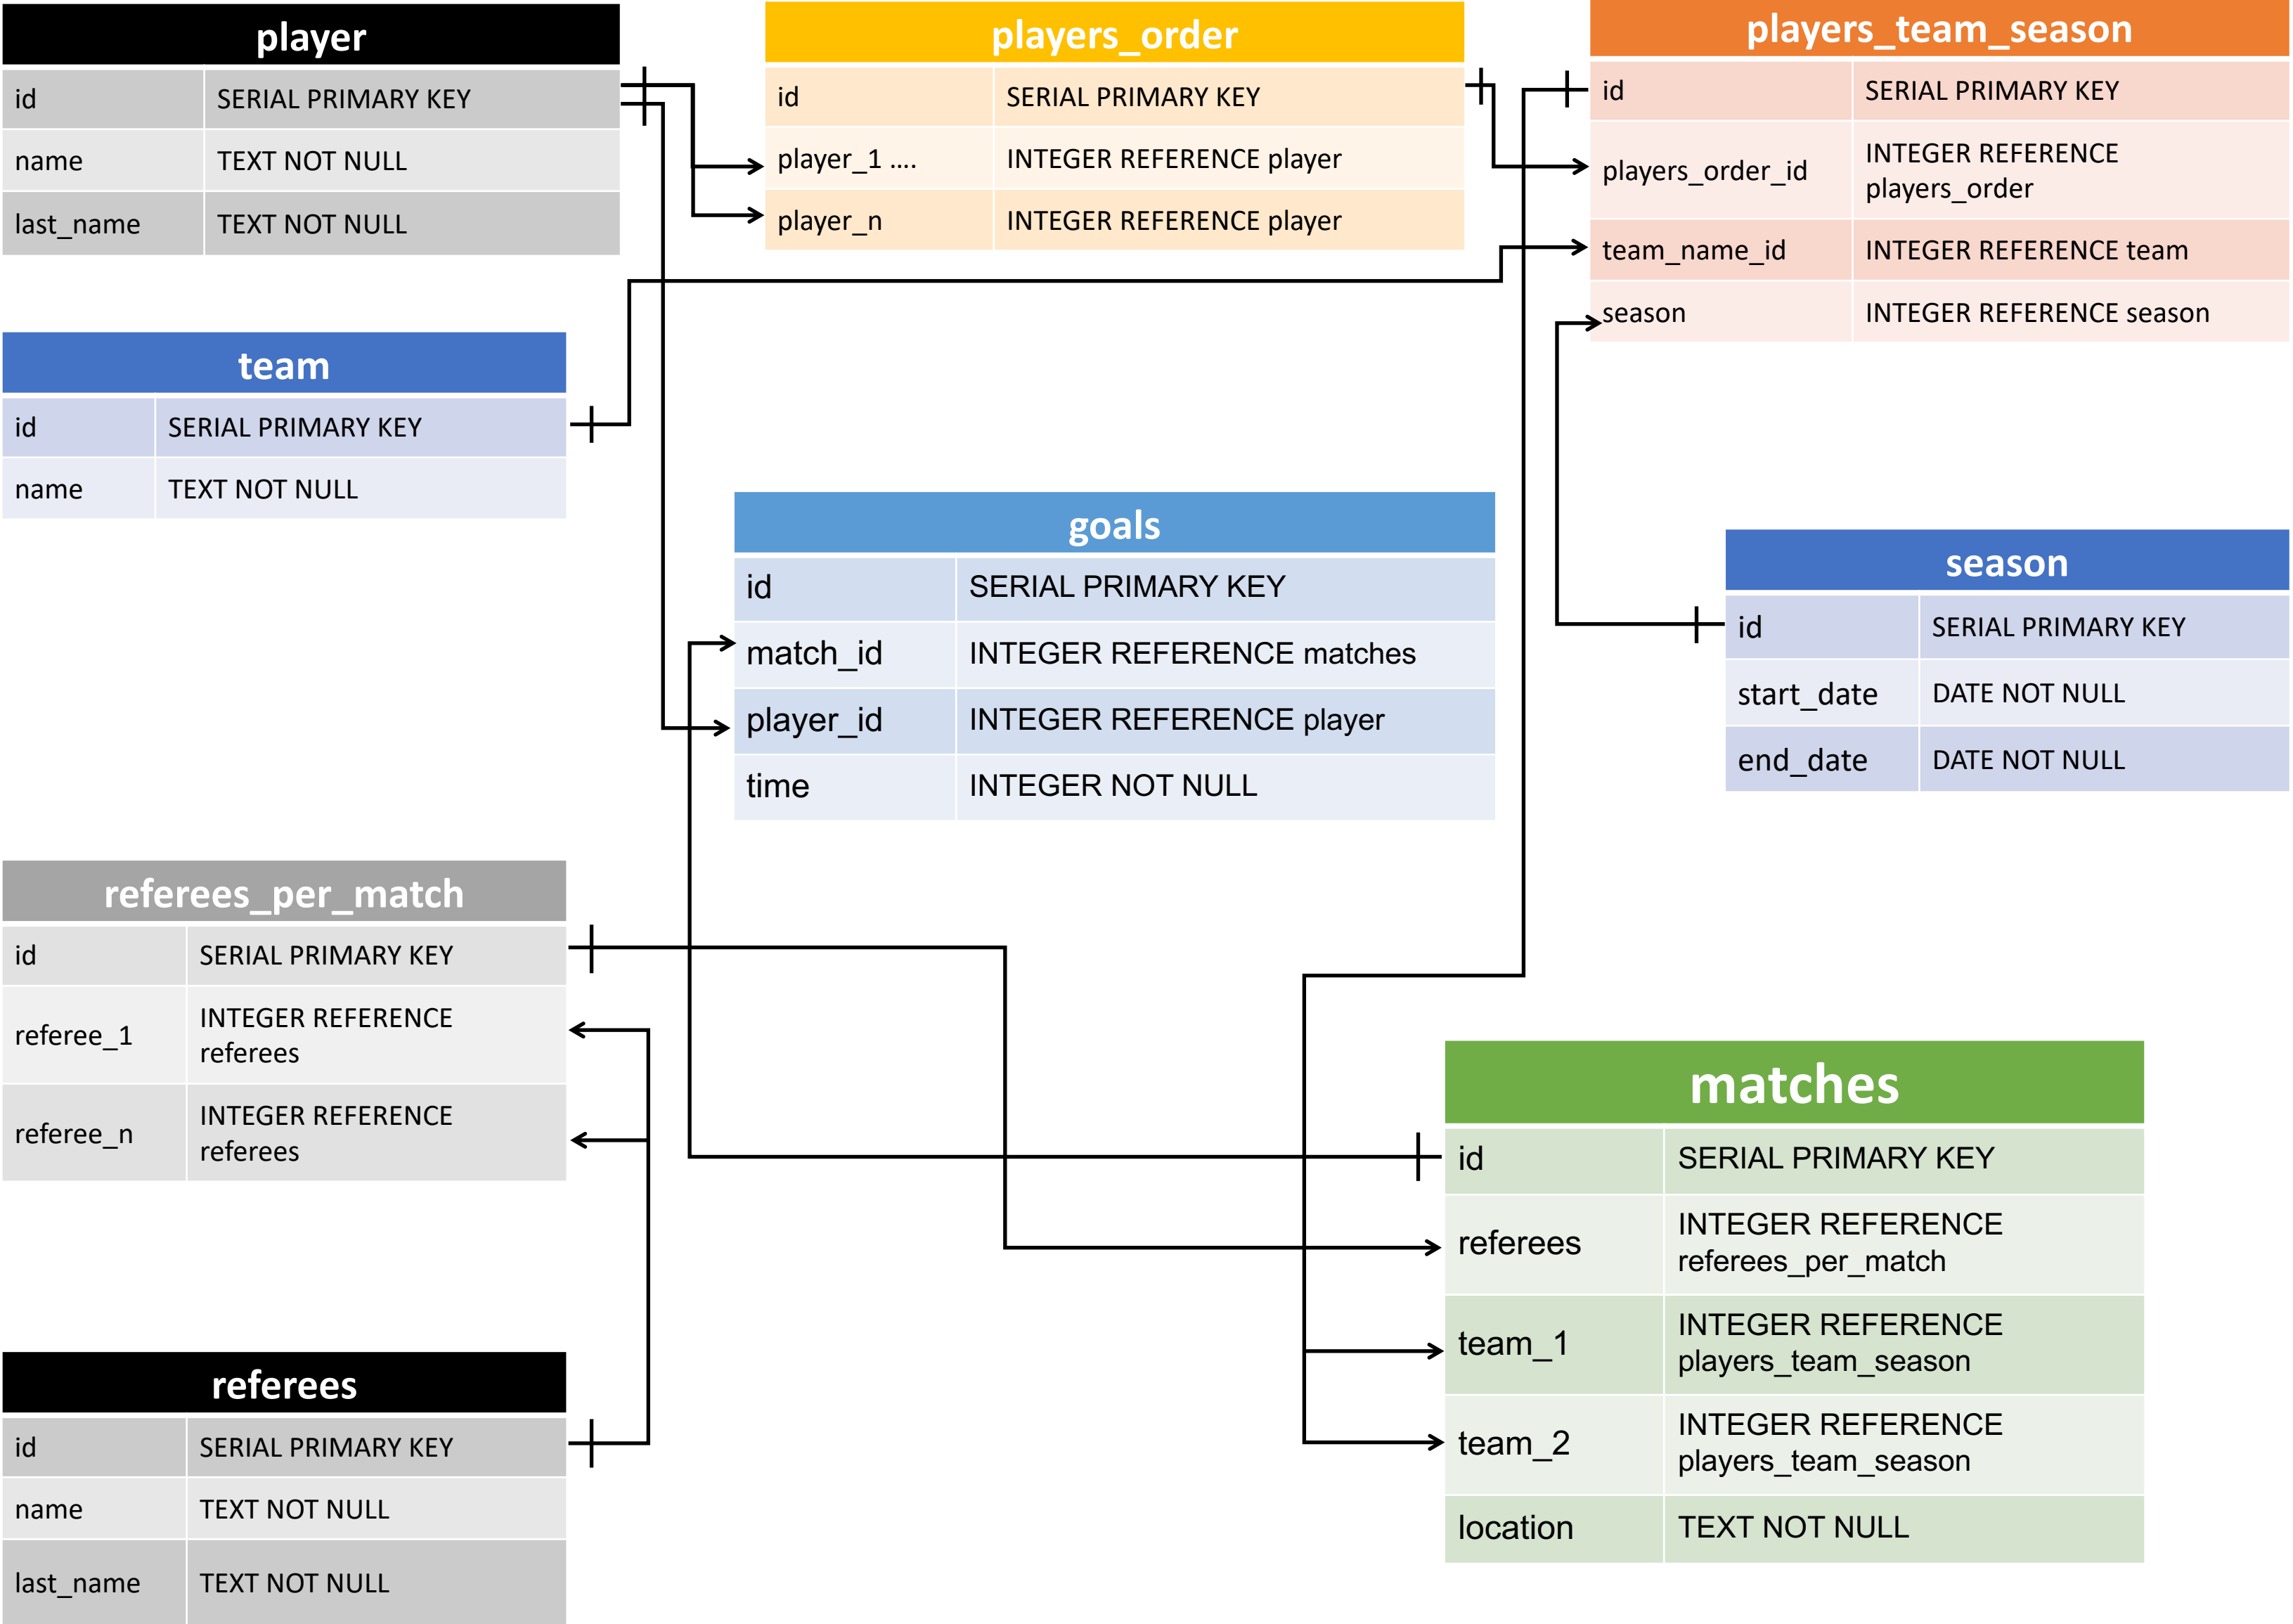 player
id SERIAL PRIMARY KEY
name TEXT NOT NULL
last_name TEXT NOT NULL
players_order
id SERIAL PRIMARY KEY
player_1 .... INTEGER REFERENCE player
player_n INTEGER REFERENCE player
players_team_season
id SERIAL PRIMARY KEY
players_order_id INTEGER REFERENCE
players_order
team_name_id INTEGER REFERENCE team
season INTEGER REFERENCE season
team
id SERIAL PRIMARY KEY
name TEXT NOT NULL
goals
id SERIAL PRIMARY KEY
match_id INTEGER REFERENCE matches
player_id INTEGER REFERENCE player
time INTEGER NOT NULL
season
id SERIAL PRIMARY KEY
start_date DATE NOT NULL
end_date DATE NOT NULL
referees_per_match
id SERIAL PRIMARY KEY
referee_1 INTEGER REFERENCE
referees
referee_n INTEGER REFERENCE
referees
matches
id SERIAL PRIMARY KEY
referees INTEGER REFERENCE
referees_per_match
team_1 INTEGER REFERENCE
players_team_season
team_2 INTEGER REFERENCE
players_team_season
location TEXT NOT NULL
referees
id SERIAL PRIMARY KEY
name TEXT NOT NULL
last_name TEXT NOT NULL